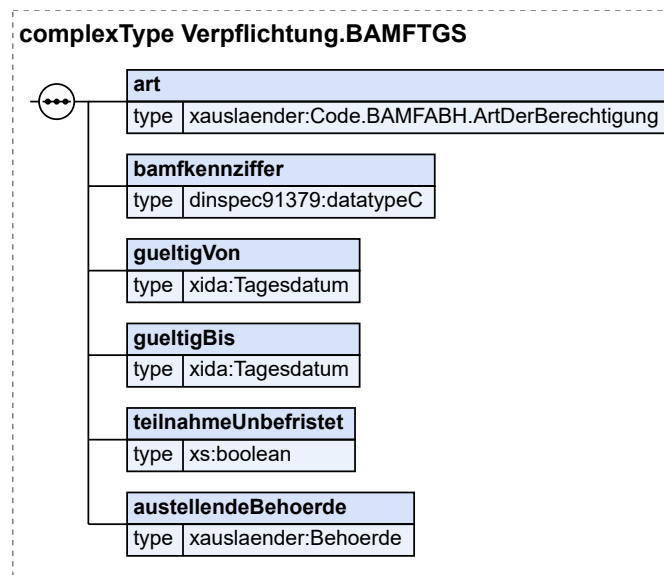 complexType Verpflichtung.BAMFTGS
art
type xauslaender:Code.BAMFABH.ArtDerBerechtigung
bamfkennziffer
type dinspec91379:datatypeC
gueltigVon
type xida:Tagesdatum
gueltigBis
type xida:Tagesdatum
teilnahmeUnbefristet
type xs:boolean
austellendeBehoerde
type xauslaender:Behoerde